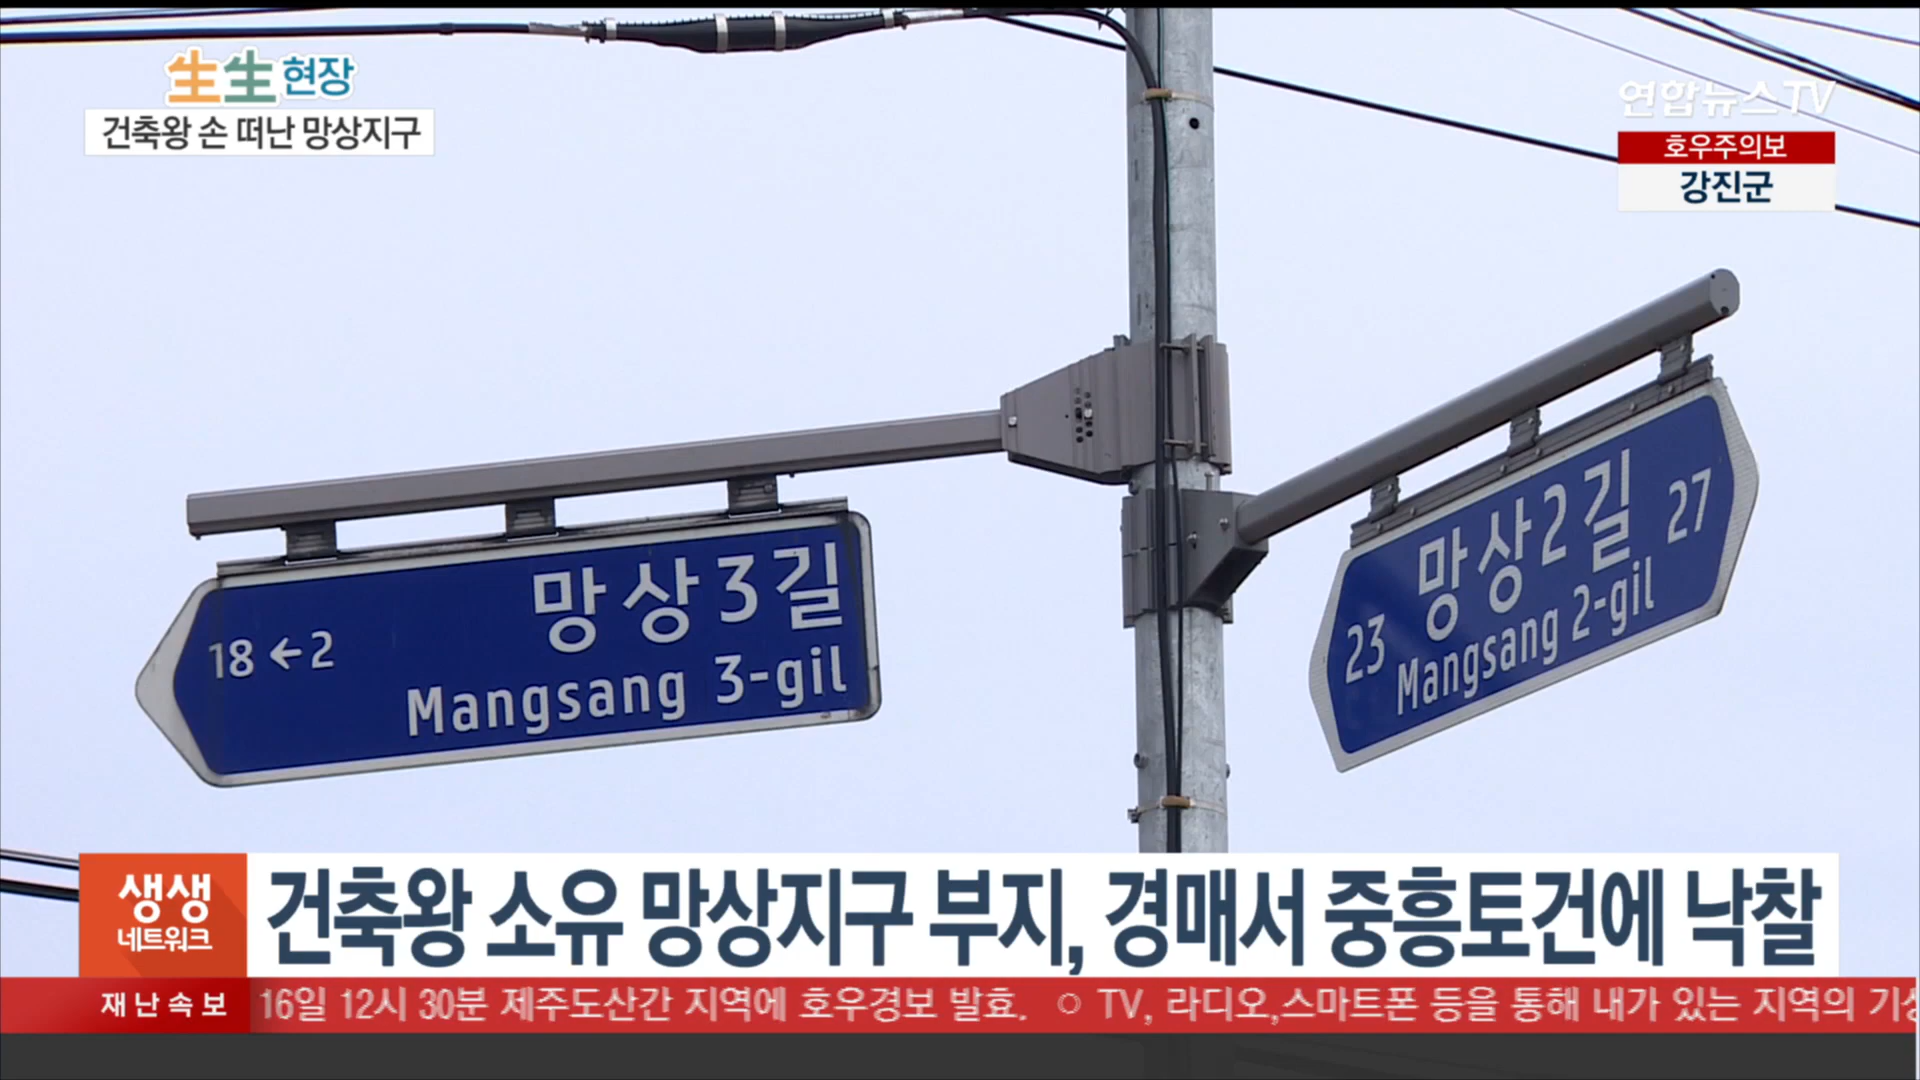 生生현장
건축왕 손 떠난 망상지구
연합뉴스TV
호우주의보
강진군
망상3길
18←2
Mangsang 3-gil
망상2길 27
23 Mangsang 2-gil
생생
네트워크
건축왕 소유 망상지구 부지, 경매서 중흥토건에 낙찰
재난속보
16일 12시 30분 제주도산간 지역에 호우경보 발효. ○ TV, 라디오,스마트폰 등을 통해 내가 있는 지역의 기상